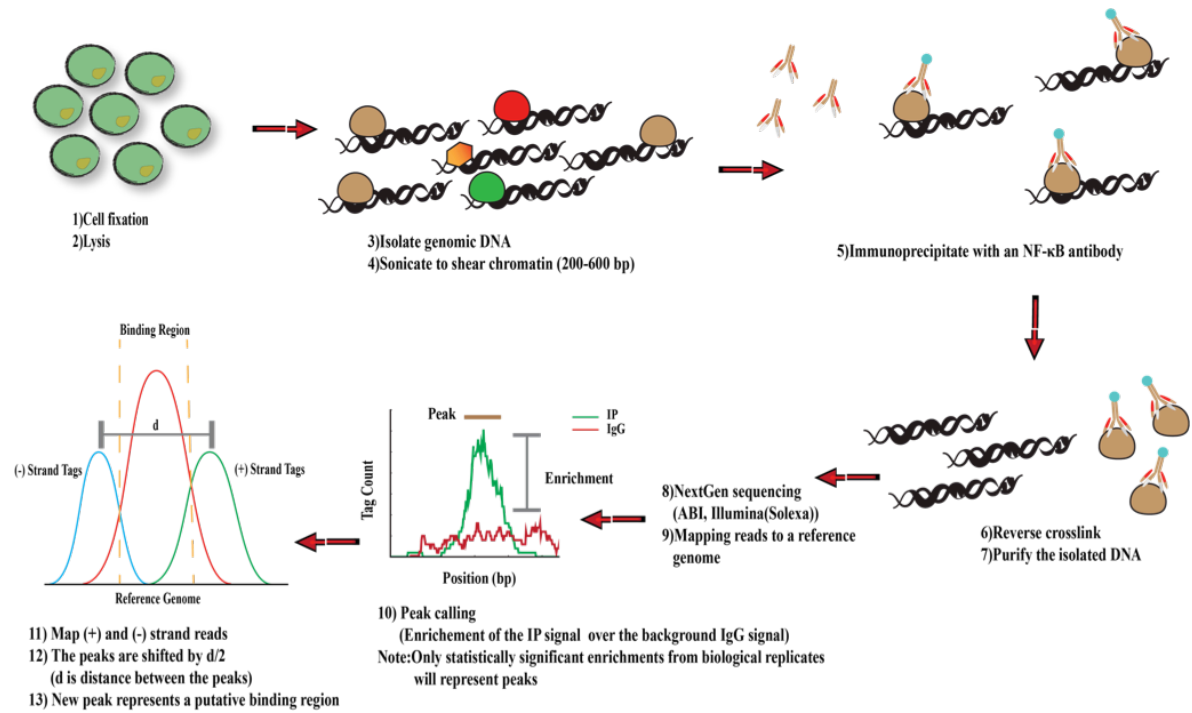 1)Cell fixation
2)Lysis
3)Isolate genomic DNA
4)Sonicate to shear chromatin (200-600 bp)
5)Immunoprecipitate with an NF-κB antibody
6)Reverse crosslink
7)Purify the isolated DNA
8)NextGen sequencing
(ABI, Illumina(Solexa))
9)Mapping reads to a reference
genome
Peak
IP
IgG
Enrichment
Tag Count
Position (bp)
10) Peak calling
(Enrichement of the IP signal over the background IgG signal)
Note:Only statistically significant enrichments from biological replicates
will represent peaks
Binding Region
d
(-) Strand Tags
(+) Strand Tags
Reference Genome
11) Map (+) and (-) strand reads
12) The peaks are shifted by d/2
(d is distance between the peaks)
13) New peak represents a putative binding region